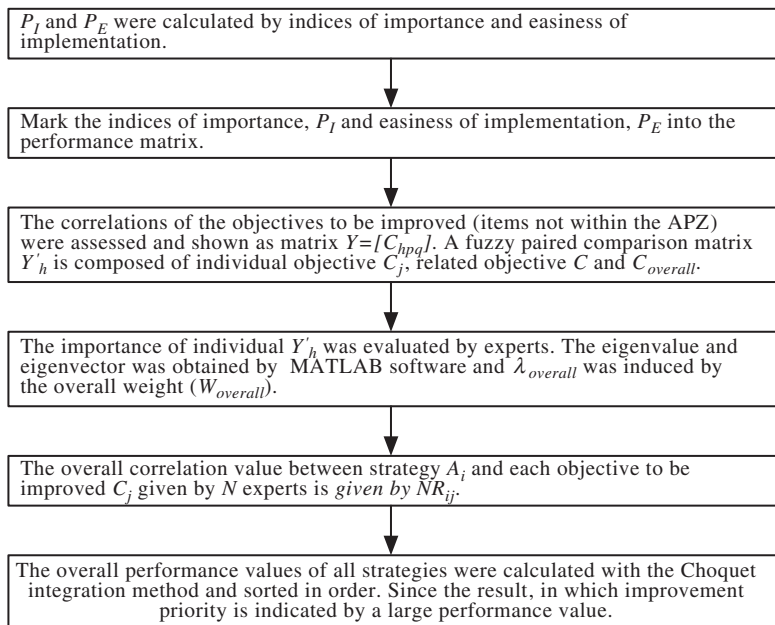 P_I and P_E were calculated by indices of importance and easiness of
implementation.
Mark the indices of importance, P_I and easiness of implementation, P_E into the
performance matrix.
The correlations of the objectives to be improved (items not within the APZ)
were assessed and shown as matrix Y=[C_hpq]. A fuzzy paired comparison matrix
Y'_h is composed of individual objective C_j, related objective C and C_overall.
The importance of individual Y'_h was evaluated by experts. The eigenvalue and
eigenvector was obtained by MATLAB software and λ_overall was induced by
the overall weight (W_overall).
The overall correlation value between strategy A_i and each objective to be
improved C_j given by N experts is given by NR_ij.
The overall performance values of all strategies were calculated with the Choquet
integration method and sorted in order. Since the result, in which improvement
priority is indicated by a large performance value.